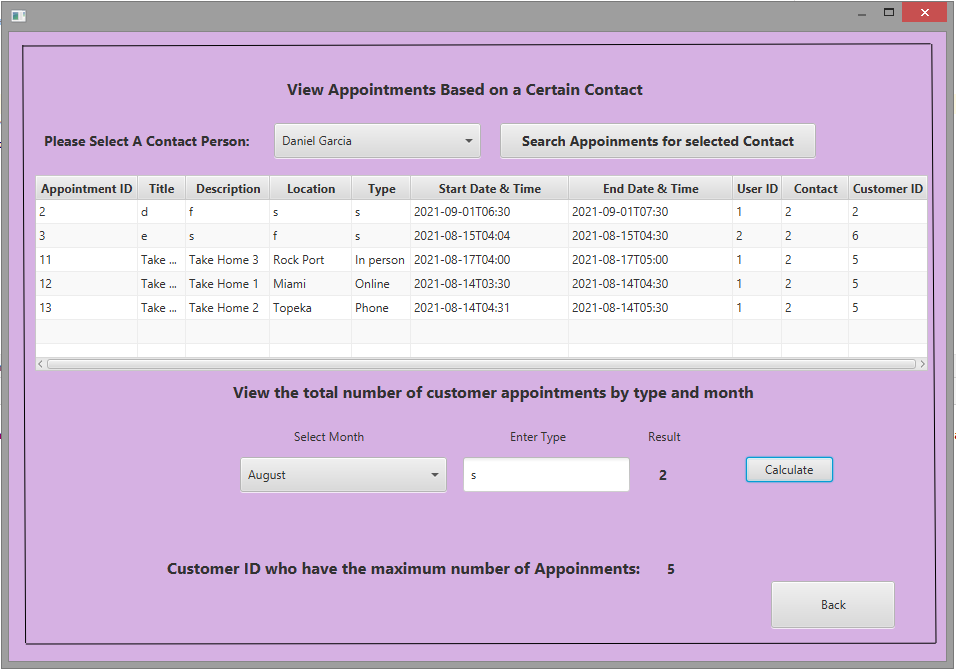 View Appointments Based on a Certain Contact
Please Select A Contact Person: Daniel Garcia Search Appoinments for selected Contact
Appointment ID Title Description Location Type Start Date & Time End Date & Time User ID Contact Customer ID
2 d f s s 2021-09-01T06:30 2021-09-01T07:30 1 2 2
3 e s f s 2021-08-15T04:04 2021-08-15T04:30 2 2 6
11 Take ... Take Home 3 Rock Port In person 2021-08-17T04:00 2021-08-17T05:00 1 2 5
12 Take ... Take Home 1 Miami Online 2021-08-14T03:30 2021-08-14T04:30 1 2 5
13 Take ... Take Home 2 Topeka Phone 2021-08-14T04:31 2021-08-14T05:30 1 2 5
View the total number of customer appointments by type and month
Select Month Enter Type Result
August s 2 Calculate
Customer ID who have the maximum number of Appoinments: 5
Back